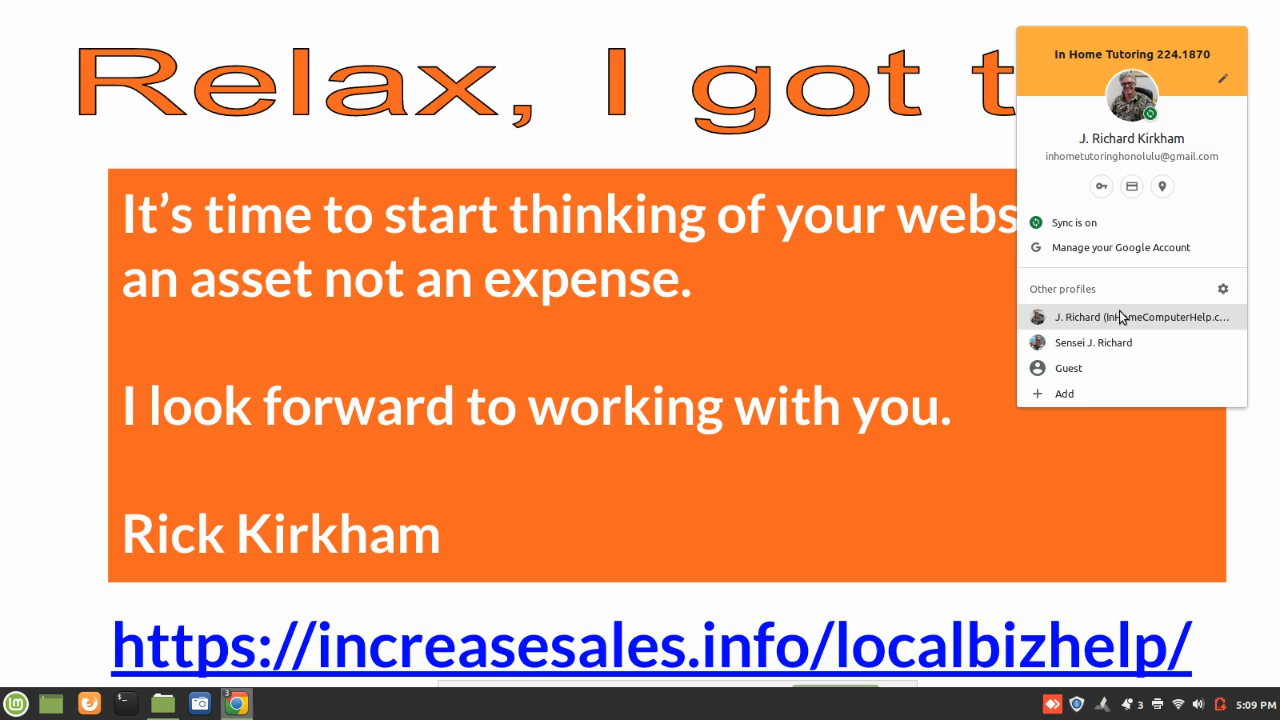 Relax, I got t
It’s time to start thinking of your webs
an asset not an expense.
I look forward to working with you.
Rick Kirkham
https://increasesales.info/localbizhelp/
In Home Tutoring 224.1870
J. Richard Kirkham
inhometutoringhonolulu@gmail.com
Sync is on
Manage your Google Account
Other profiles
J. Richard (InHomeComputerHelp.c...
Sensei J. Richard
Guest
Add
3
3
5:09 PM